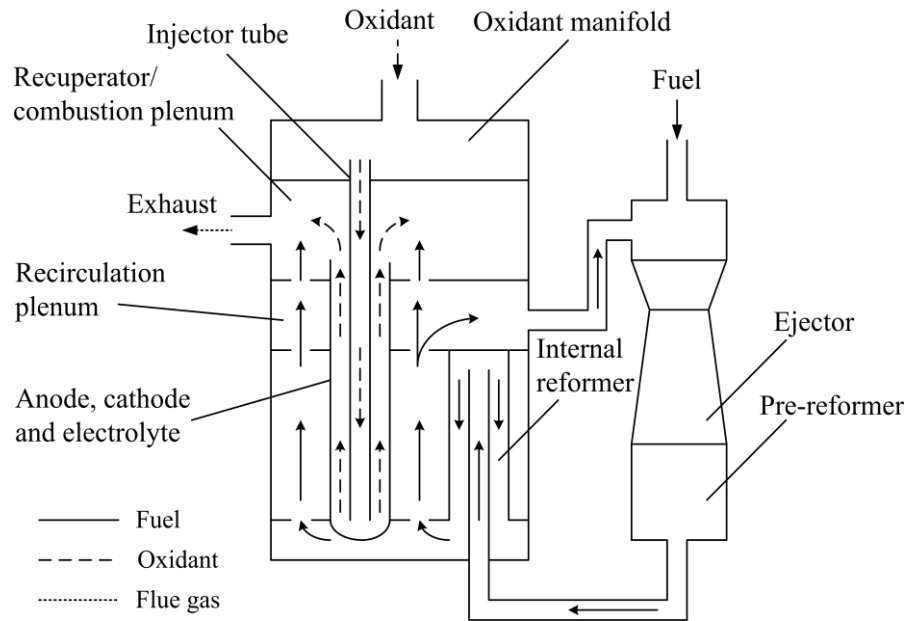 Oxidant
Injector tube
Oxidant manifold
Recuperator/
combustion plenum
Fuel
Exhaust
Recirculation
plenum
Ejector
Internal
reformer
Anode, cathode
and electrolyte
Pre-reformer
Fuel
Oxidant
Flue gas